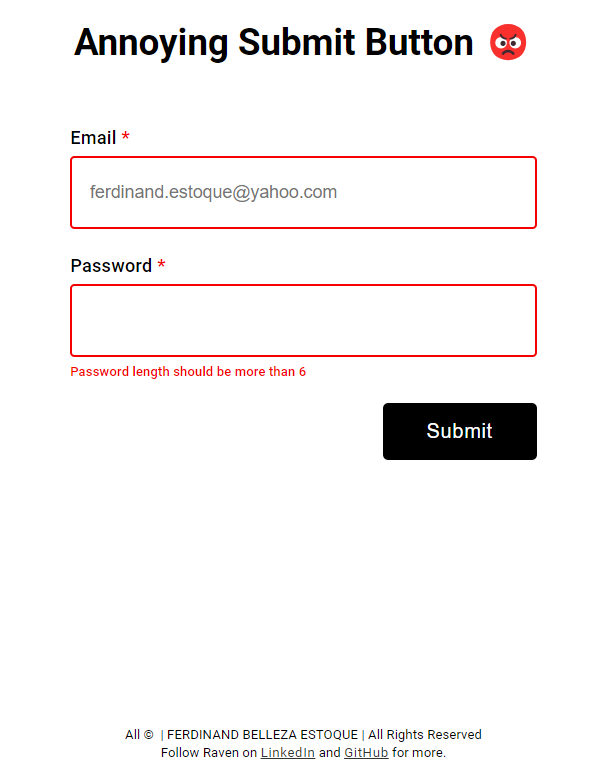 Annoying Submit Button
Email *
ferdinand.estoque@yahoo.com
Password *
Password length should be more than 6
Submit
All © | FERDINAND BELLEZA ESTOQUE | All Rights Reserved
Follow Raven on LinkedIn and GitHub for more.